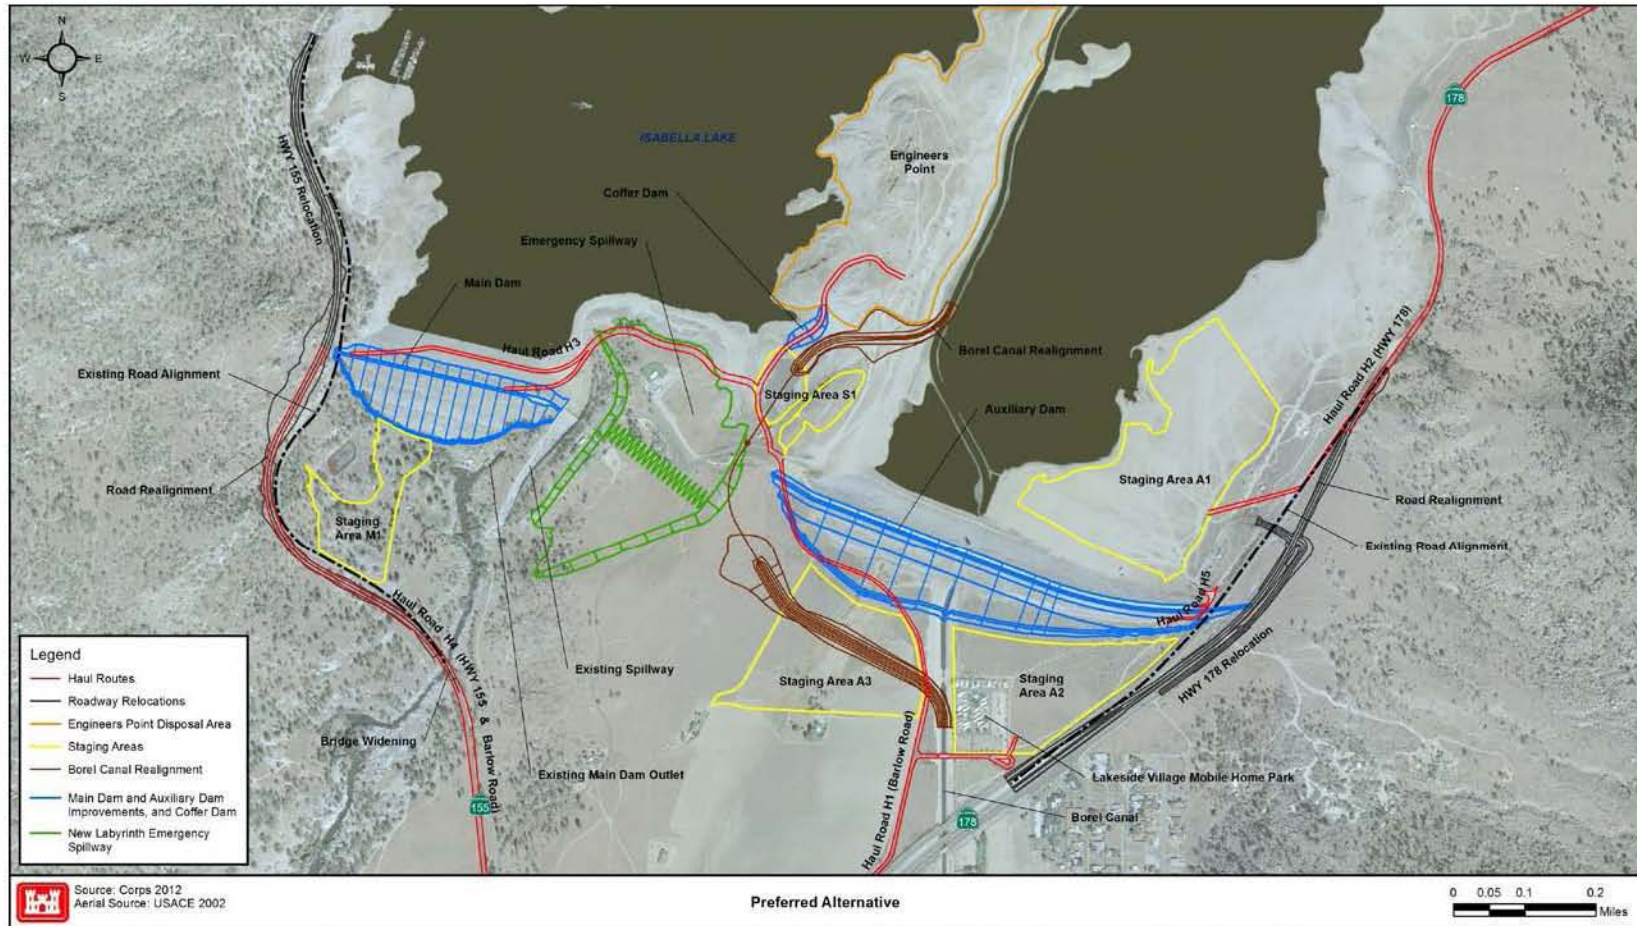 N
W E
S
178
ISABELLA LAKE
Engineers
Point
HWY 155 Relocation
Coffer Dam
Emergency Spillway
Main Dam
Haul Road H3
Borel Canal Realignment
Haul Road H2 (HWY 178)
Existing Road Alignment
Staging Area S1
Auxiliary Dam
Staging Area A1
Road Realignment
Road Realignment
Staging
Area M1
Existing Road Alignment
Haul Road H5
Haul Road H4 (HWY 155 & Barlow Road)
HWY 178 Relocation
Existing Spillway
Staging Area A3
Staging
Area A2
Bridge Widening
Existing Main Dam Outlet
Lakeside Village Mobile Home Park
Haul Road H1 (Barlow Road)
155
178
Borel Canal
Legend
Haul Routes
Roadway Relocations
Engineers Point Disposal Area
Staging Areas
Borel Canal Realignment
Main Dam and Auxiliary Dam
Improvements, and Coffer Dam
New Labyrinth Emergency
Spillway
Source: Corps 2012
Aerial Source: USACE 2002
Preferred Alternative
0 0.05 0.1 0.2
Miles